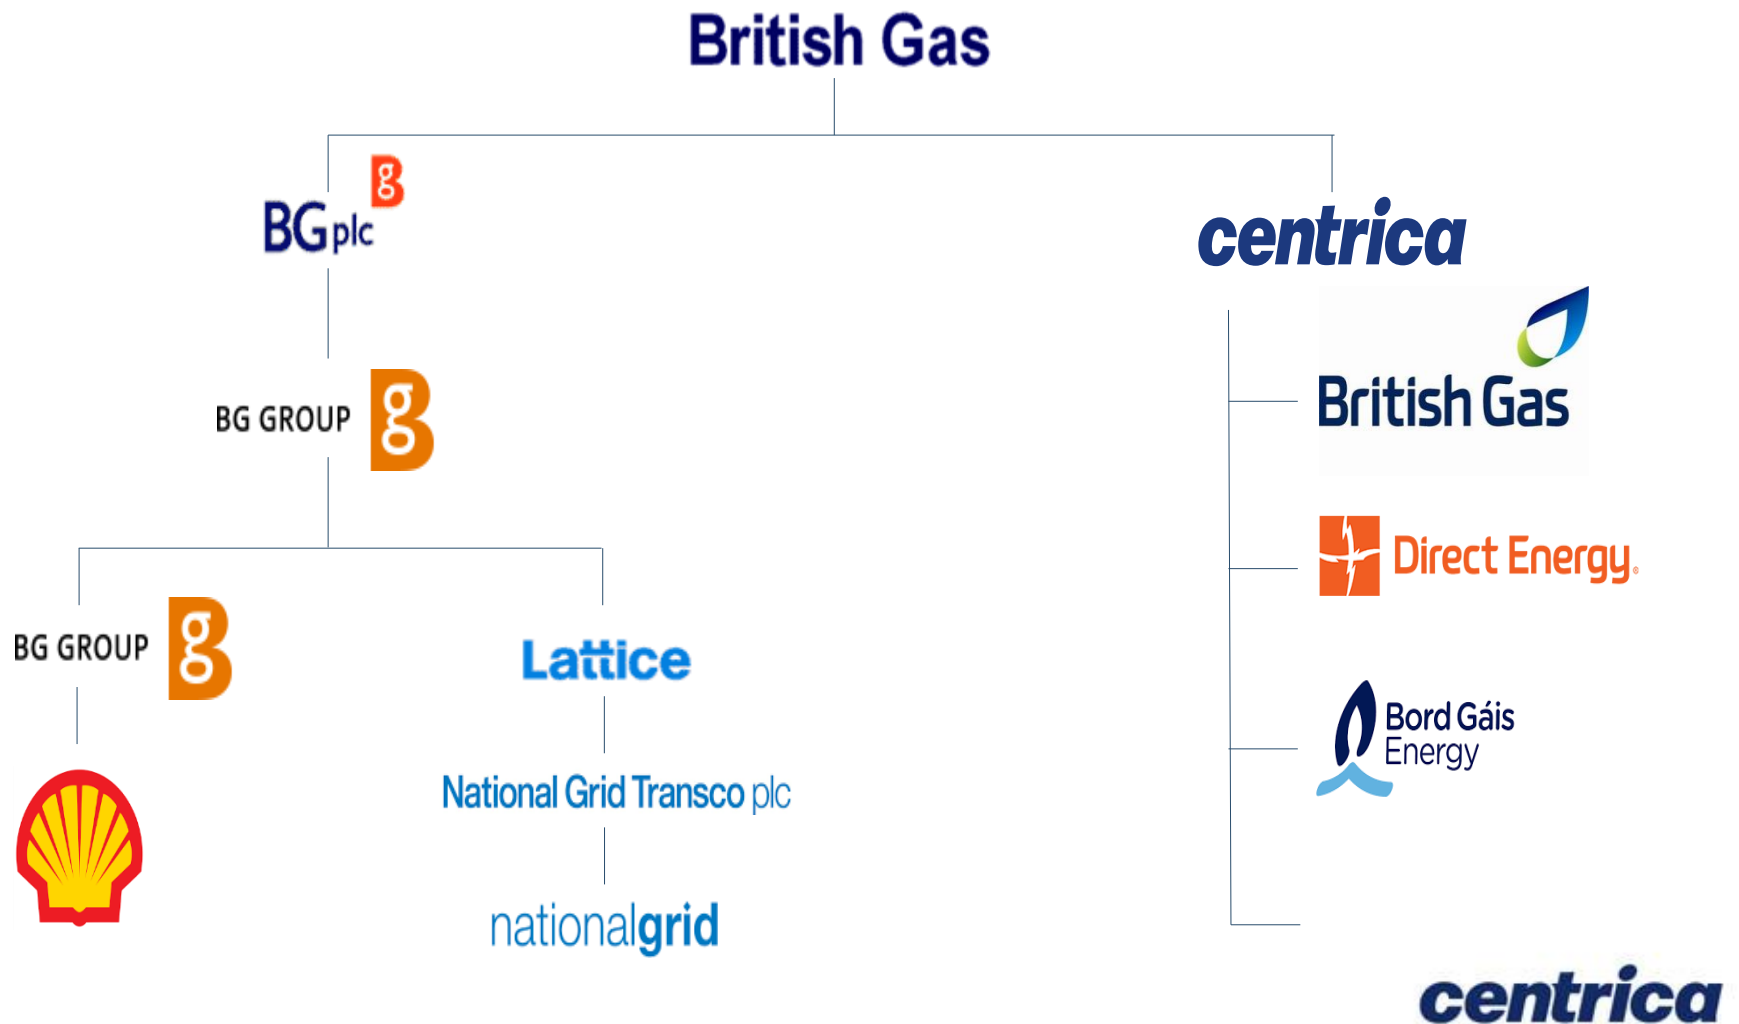 British Gas
BG plc
centrica
British Gas
BG GROUP
Direct Energy®
BG GROUP
Lattice
Bord Gáis
Energy
National Grid Transco plc
nationalgrid
centrica